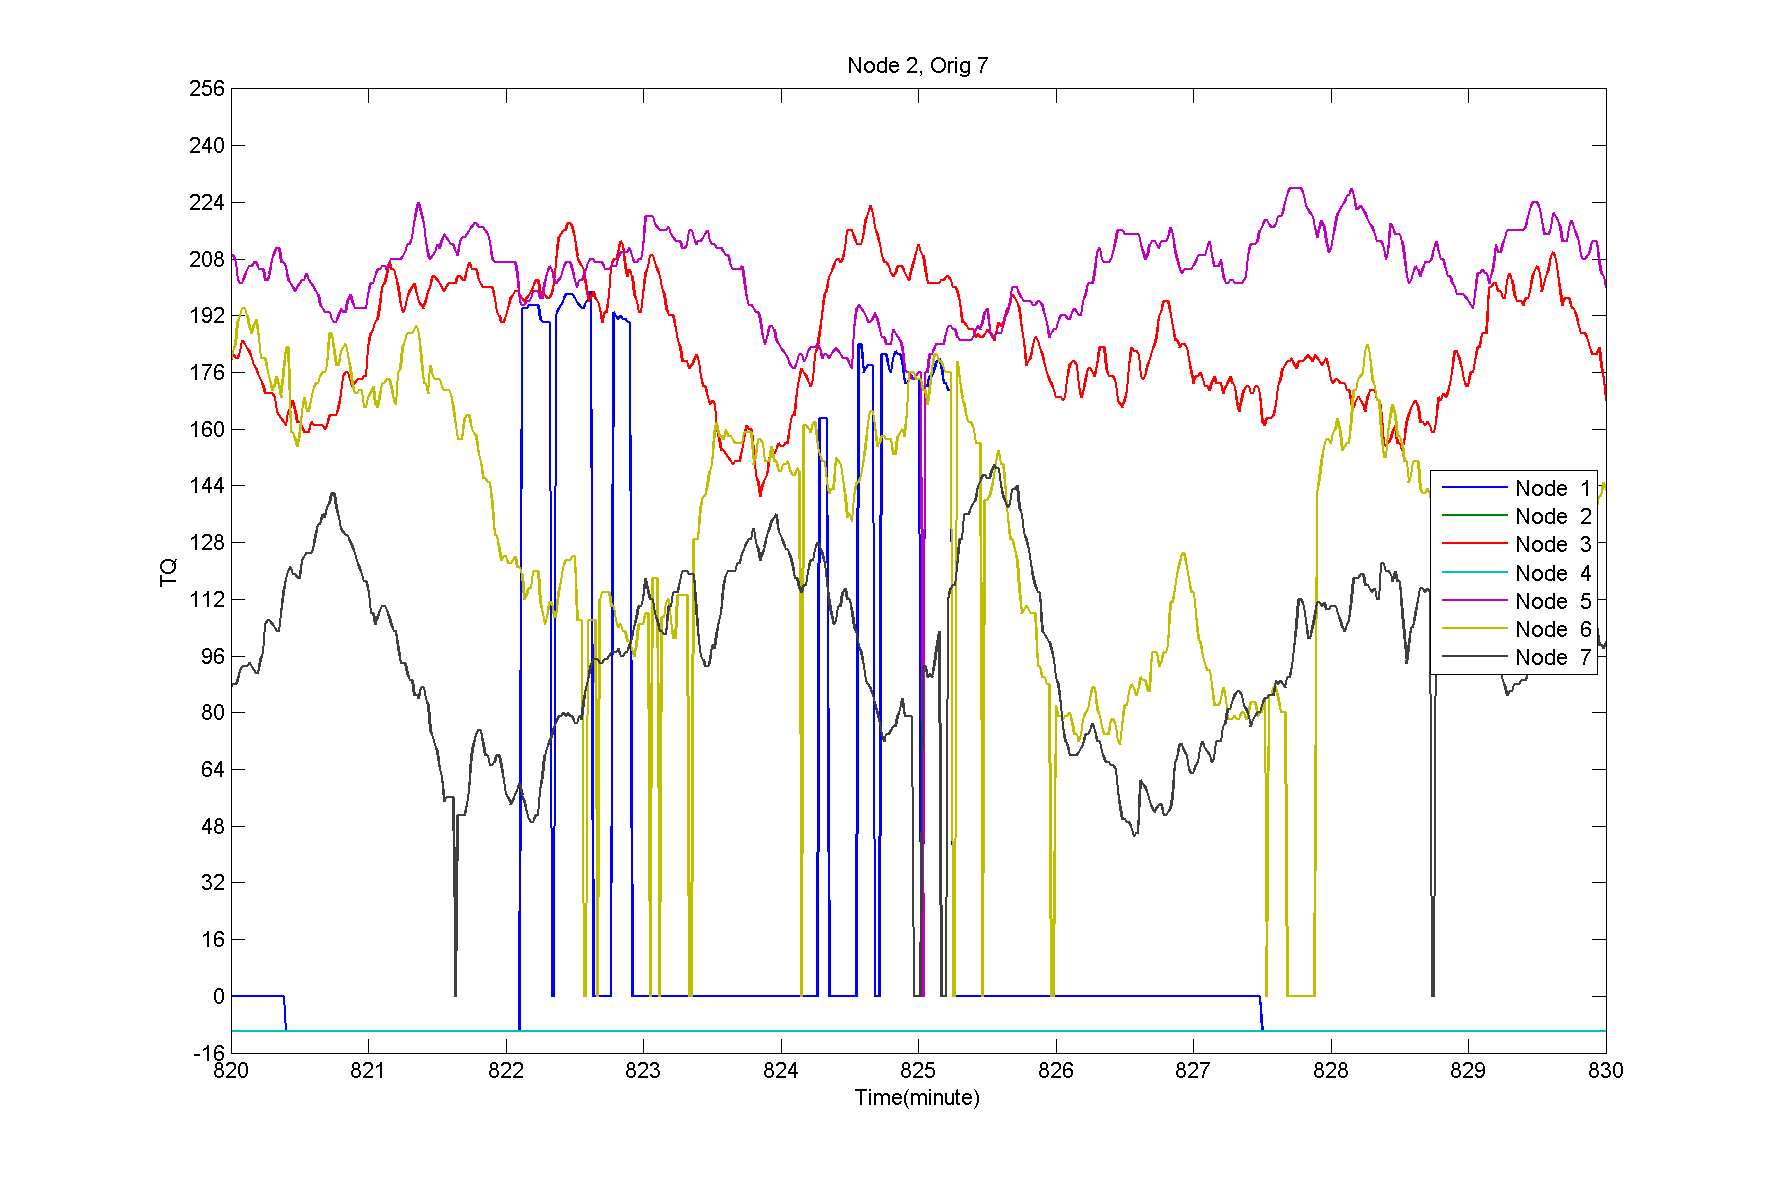 Node 2, Orig 7
256
240
224
208
192
176
160
144
128
112
96
80
64
48
32
16
0
-16
TQ
Node 1
Node 2
Node 3
Node 4
Node 5
Node 6
Node 7
820 821 822 823 824 825 826 827 828 829 830
Time(minute)